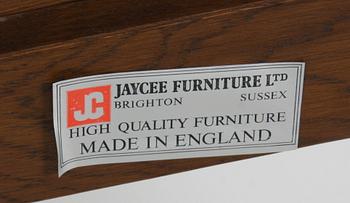 JC JAYCEE FURNITURE LTD
BRIGHTON SUSSEX
HIGH QUALITY FURNITURE
MADE IN ENGLAND